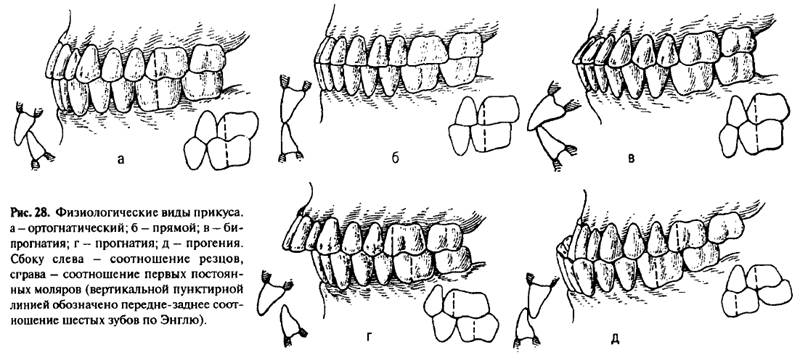 а
б
в
Рис. 28. Физиологические виды прикуса.
а – ортогнатический; б – прямой; в – би-
прогнатия; г – прогнатия; д – прогения.
Сбоку слева – соотношение резцов,
справа – соотношение первых постоян-
ных моляров (вертикальной пунктирной
линией обозначено передне-заднее соот-
ношение шестых зубов по Энглю).
г
д